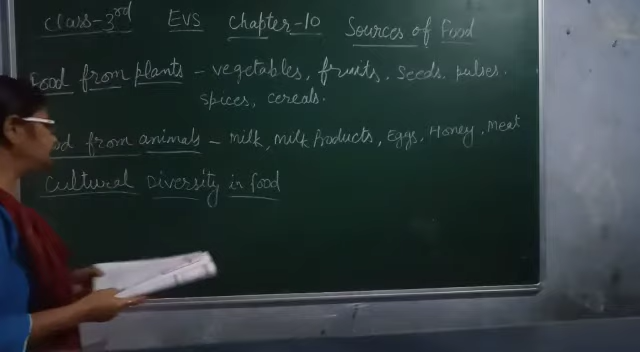 Class-3rd EVS Chapter-10 Sources of Food
Food from plants - vegetables, fruits, seeds, pulses.
spices, cereals.
from animals - milk, milk Products, Eggs, Honey, Meat
Cultural Diversity in food